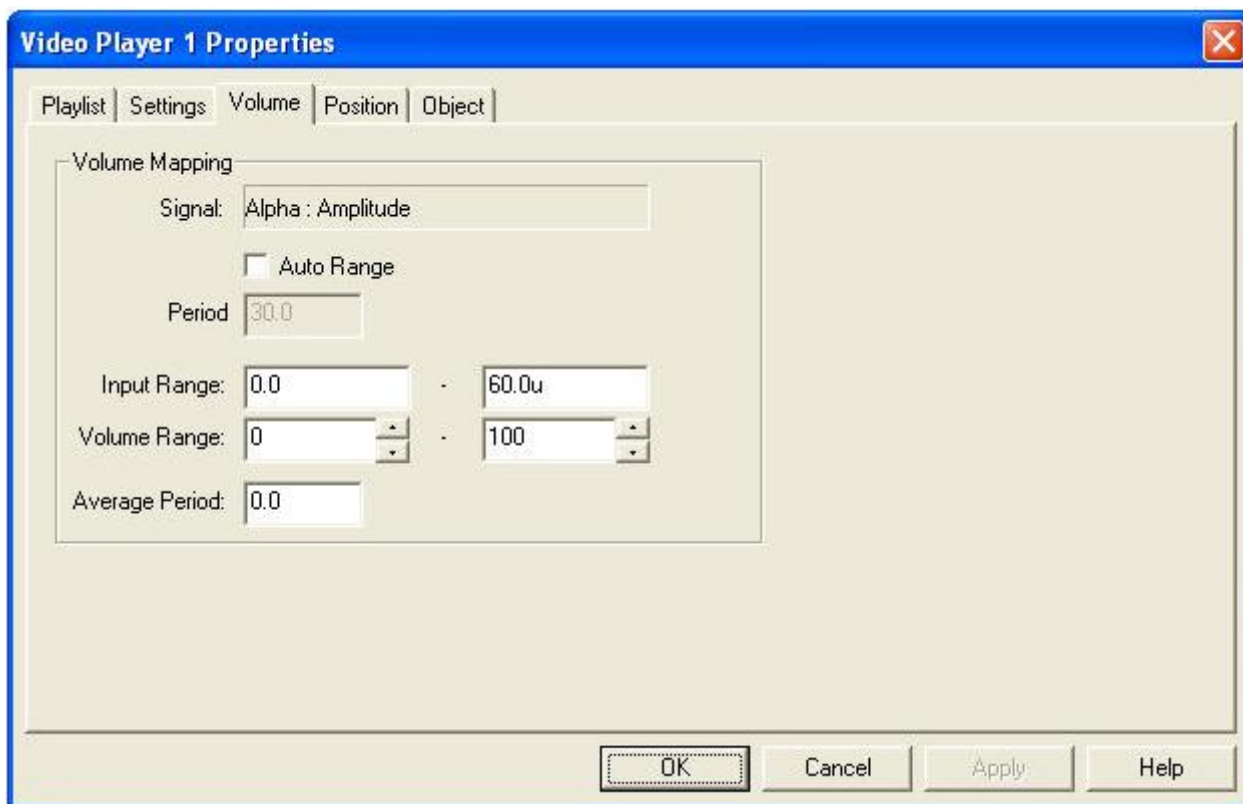 Video Player 1 Properties
Playlist Settings Volume Position Object
Volume Mapping
Signal: Alpha : Amplitude
Auto Range
Period 30.0
Input Range: 0.0 - 60.0u
Volume Range: 0 - 100
Average Period: 0.0
OK Cancel Apply Help